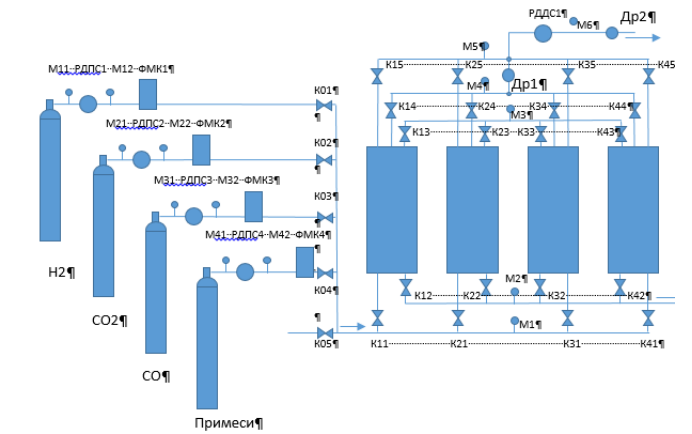 РДДС1¶
М6¶
Др2¶
М5¶
К15
К25
К35
К45
М11··РДПС1··М12··ФМК1¶
М4¶
Др1¶
К01¶
¶
К14
К24
К34
К44
М3¶
М21··РДПС2··М22··ФМК2¶
К13
К23
К33
К43
К02¶
¶
М31··РДПС3··М32··ФМК3¶
К03
¶
М41··РДПС4··М42··ФМК4¶
¶
Н2¶
К04
¶
М2¶
К12
К22
К32
К42¶
СО2¶
М1¶
К05¶
К11
К21
К31
К41¶
СО¶
Примеси¶